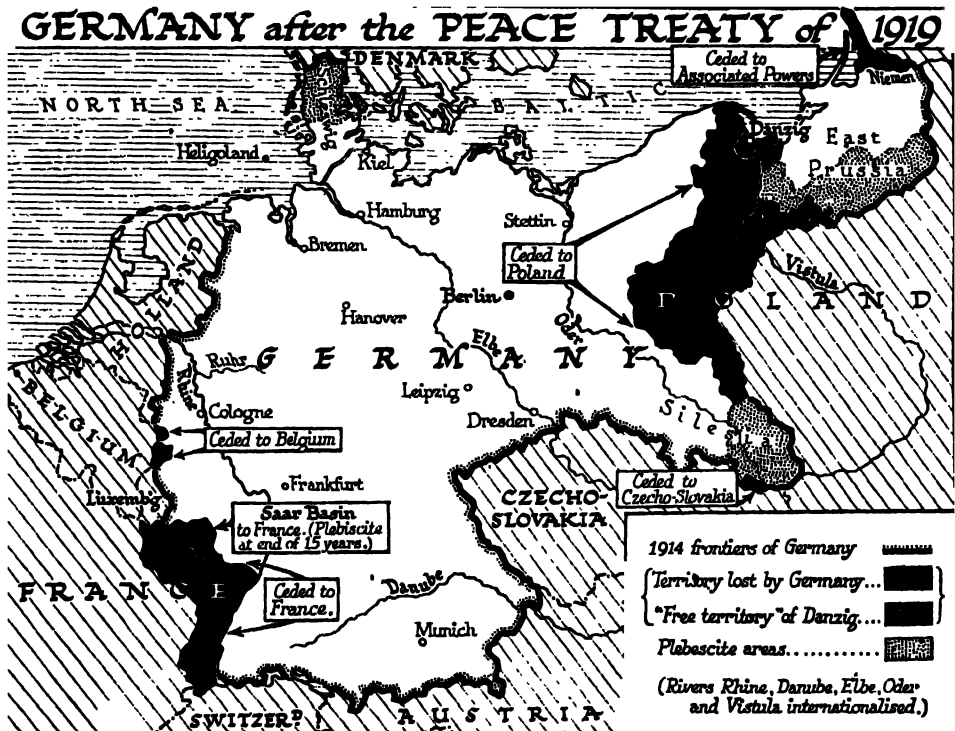 GERMANY after the PEACE TREATY of 1919
DENMARK
Ceded to
Associated Powers
Niemen
NORTH SEA
BALTIC
Danzig
East
Prussia
Heligoland
Kiel
Hamburg
Stettin
Bremen
HOLLAND
Ceded to
Poland
Vistula
Berlin
POLAND
Hanover
Oder
Elbe
Ruhr
GERMANY
Rhine
Leipzig
BELGIUM
Cologne
Dresden
Silesia
Ceded to Belgium
Ceded to
Czecho-Slovakia
Frankfurt
Luxemb'g
CZECHO-
SLOVAKIA
Saar Basin
to France. (Plebiscite
at end of 15 years.)
FRANCE
Ceded to
France.
Danube
Munich
SWITZERD.
AUSTRIA
1914 frontiers of Germany
Territory lost by Germany...
"Free territory" of Danzig....
Plebescite areas............
(Rivers Rhine, Danube, Elbe, Oder
and Vistula internationalised.)